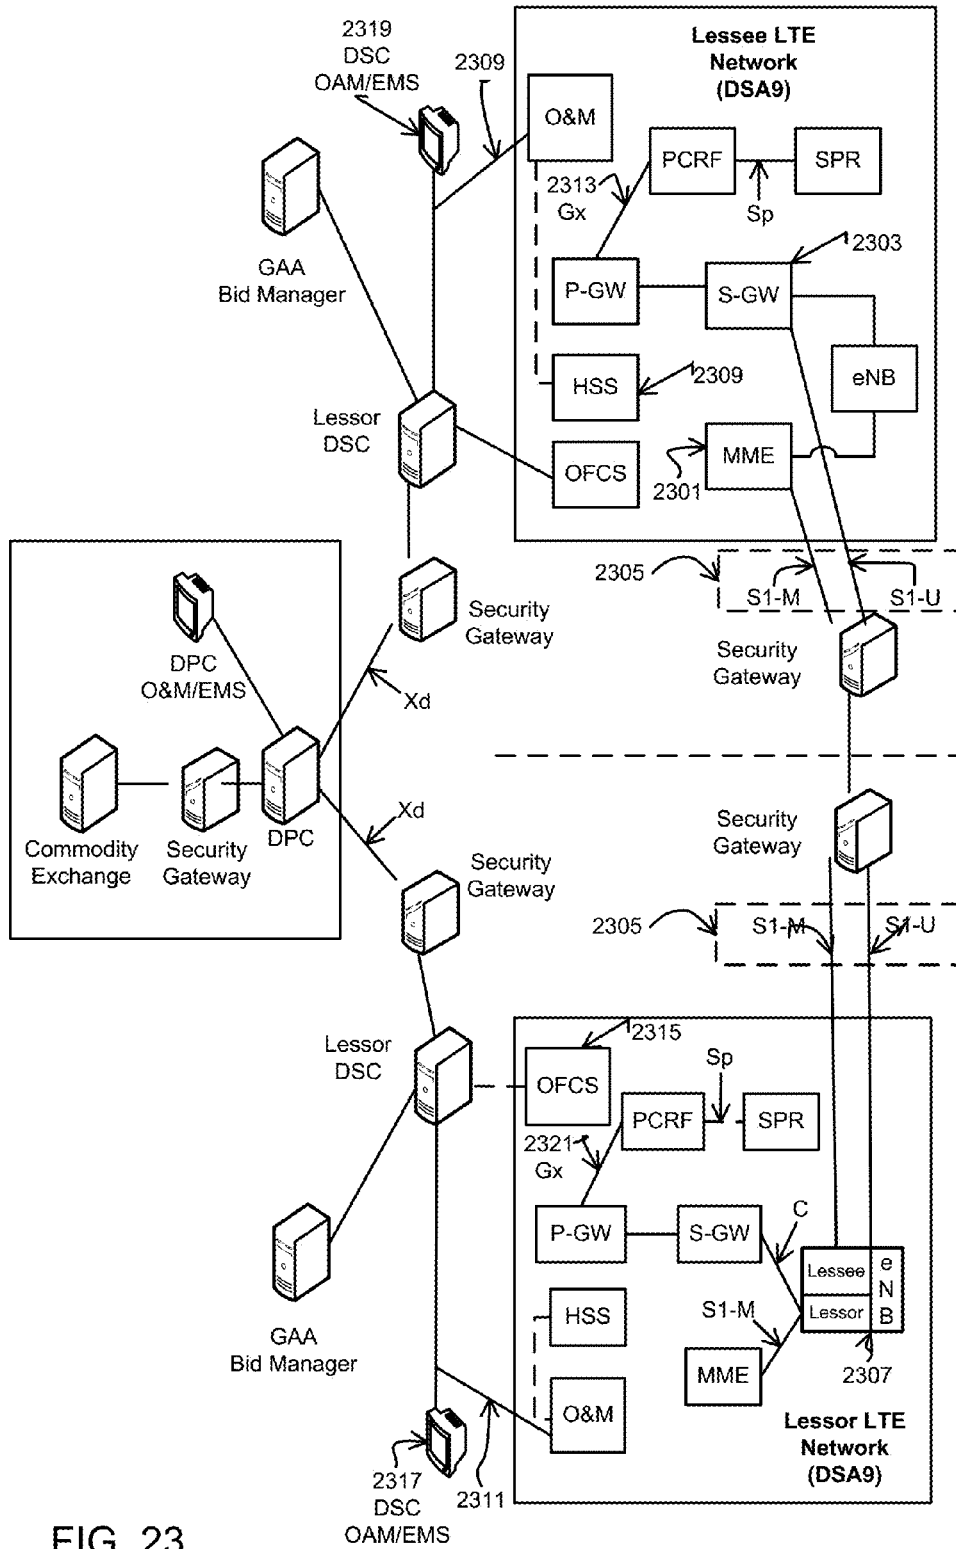 2319
DSC
OAM/EMS
2309
Lessee LTE
Network
(DSA9)
O&M
PCRF
SPR
2313
Gx
Sp
2303
GAA
Bid Manager
P-GW
S-GW
eNB
HSS
2309
Lessor
DSC
MME
OFCS
2301
2305
S1-M
S1-U
Security
Gateway
Security
Gateway
DPC
O&M/EMS
Xd
Commodity
Exchange
Security
Gateway
DPC
Xd
Security
Gateway
Security
Gateway
2305
S1-M
S1-U
Lessor
DSC
2315
OFCS
Sp
PCRF
SPR
2321
Gx
P-GW
S-GW
C
Lessee
Lessor
e
N
B
HSS
S1-M
GAA
Bid Manager
MME
2307
O&M
Lessor LTE
Network
(DSA9)
2317
DSC
OAM/EMS
2311
FIG. 23